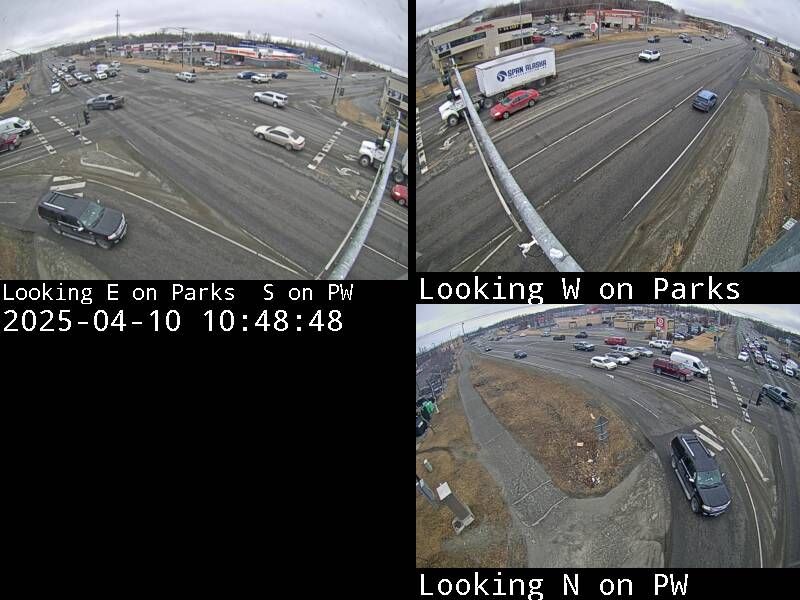 SPAN ALASKA
Looking E on Parks  S on PW
2025-04-10 10:48:48
Looking W on Parks
Looking N on PW